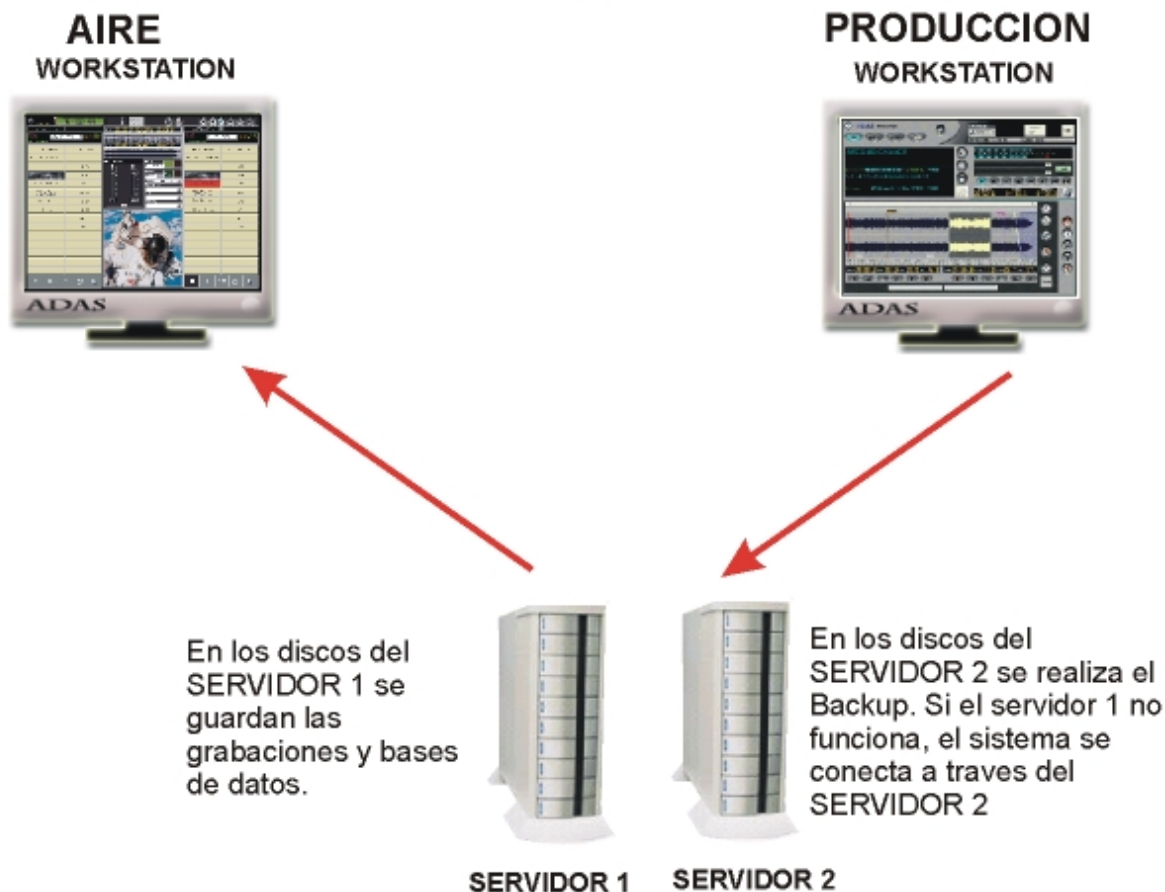 AIRE
WORKSTATION
PRODUCCION
WORKSTATION
ADAS
ADAS
En los discos del
SERVIDOR 1 se
guardan las
grabaciones y bases
de datos.
En los discos del
SERVIDOR 2 se realiza el
Backup. Si el servidor 1 no
funciona, el sistema se
conecta a traves del
SERVIDOR 2
SERVIDOR 1
SERVIDOR 2